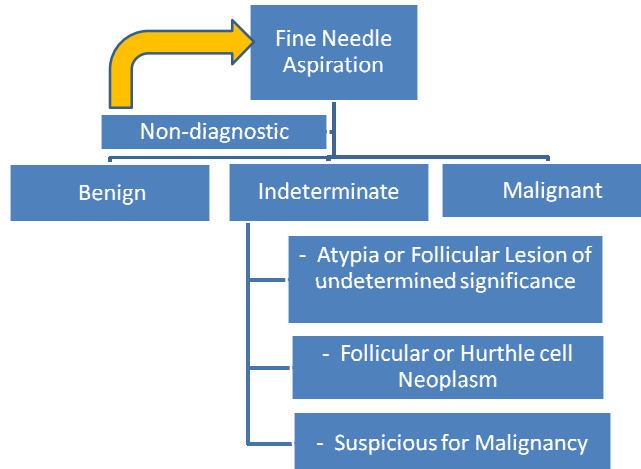 Fine Needle
Aspiration
Non-diagnostic
Benign
Indeterminate
Malignant
- Atypia or Follicular Lesion of
undetermined significance
- Follicular or Hurthle cell
Neoplasm
- Suspicious for Malignancy